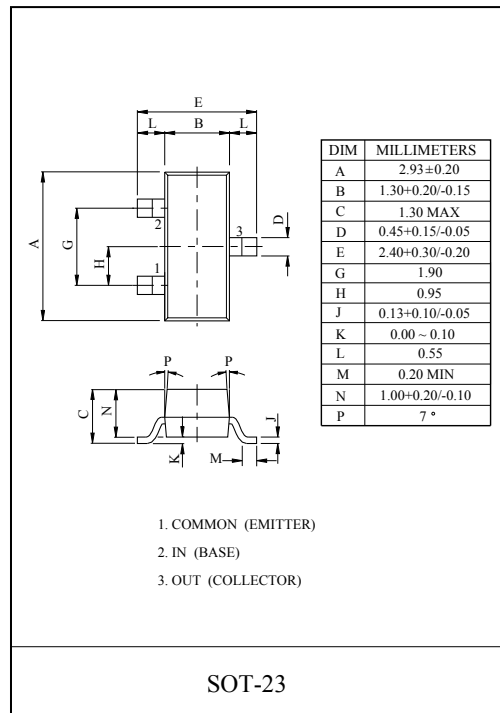 E
L B L
A
G
H
D
2
3
1
DIM MILLIMETERS
A 2.93±0.20
B 1.30+0.20/-0.15
C 1.30 MAX
D 0.45+0.15/-0.05
E 2.40+0.30/-0.20
G 1.90
H 0.95
J 0.13+0.10/-0.05
K 0.00 ~ 0.10
L 0.55
M 0.20 MIN
N 1.00+0.20/-0.10
P 7 °
P P
C
N
J
K
M
1. COMMON (EMITTER)
2. IN (BASE)
3. OUT (COLLECTOR)
SOT-23